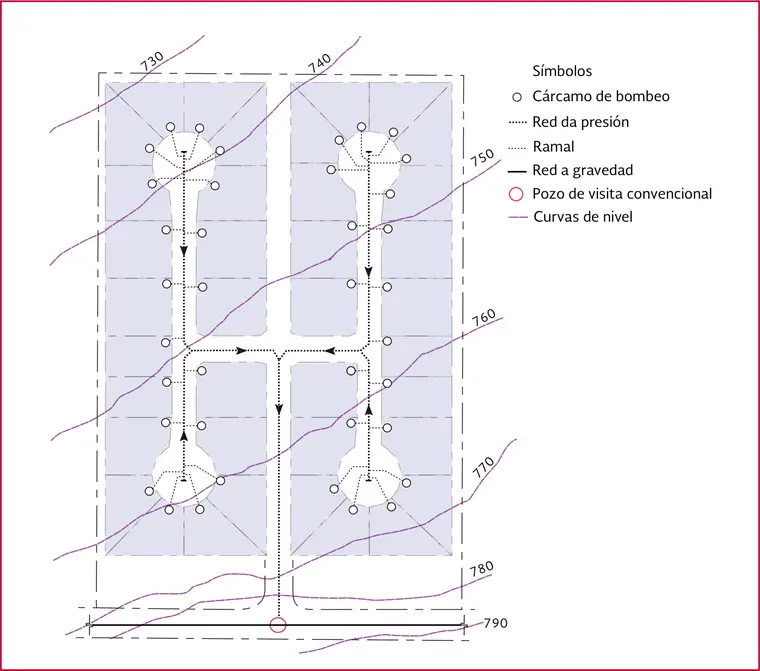 730
740
750
760
770
780
790
Símbolos
Cárcamo de bombeo
Red da presión
Ramal
Red a gravedad
Pozo de visita convencional
Curvas de nivel